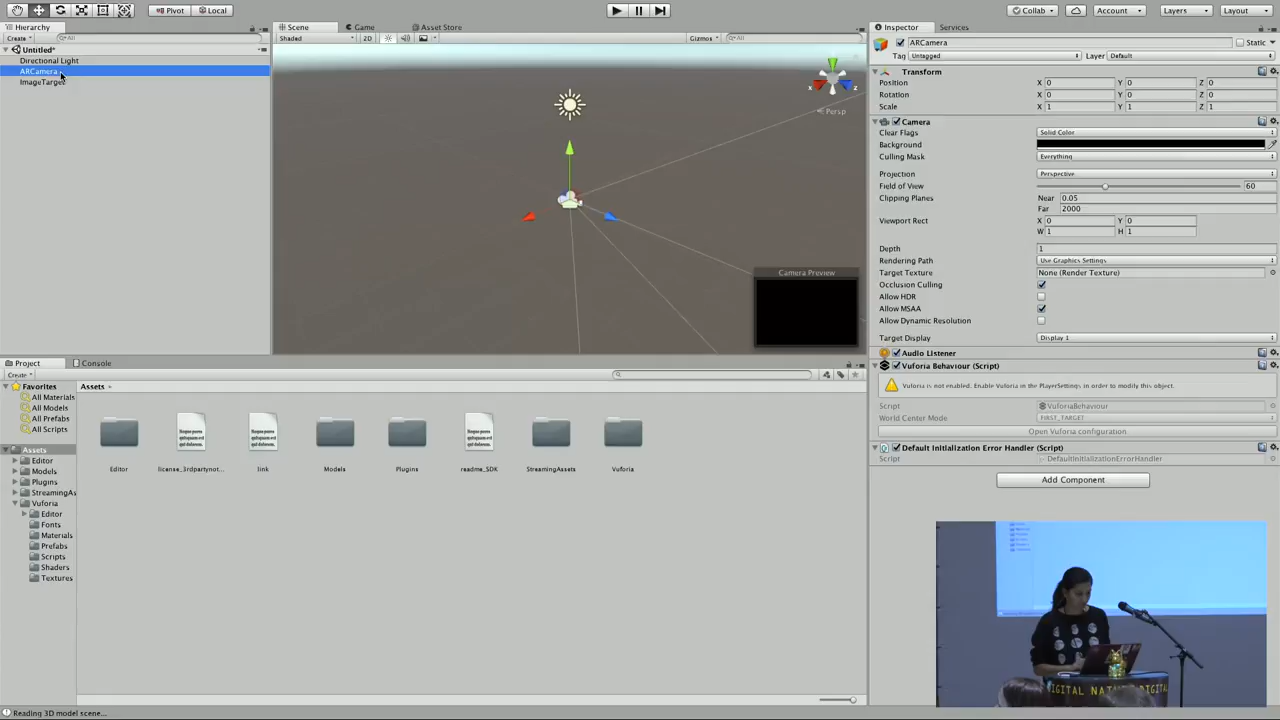 Pivot
Local
Collab
Account
Layers
Layout
Hierarchy
Create
All
Untitled*
Directional Light
ARCamera
ImageTarget
Scene
Game
Asset Store
Shaded
2D
Gizmos
All
x
z
Persp
Camera Preview
Inspector
Services
ARCamera
Static
Tag
Untagged
Layer
Default
Transform
Position
X 0
Y 0
Z 0
Rotation
X 0
Y 0
Z 0
Scale
X 1
Y 1
Z 1
Camera
Clear Flags
Solid Color
Background
Culling Mask
Everything
Projection
Perspective
Field of View
60
Clipping Planes
Near 0.05
Far 2000
Viewport Rect
X 0
Y 0
W 1
H 1
Depth
1
Rendering Path
Use Graphics Settings
Target Texture
None (Render Texture)
Occlusion Culling
Allow HDR
Allow MSAA
Allow Dynamic Resolution
Target Display
Display 1
Audio Listener
Vuforia Behaviour (Script)
Vuforia is not enabled. Enable Vuforia in the PlayerSettings in order to modify this object.
Script
VuforiaBehaviour
World Center Mode
FIRST_TARGET
Open Vuforia configuration
Default Initialization Error Handler (Script)
Script
DefaultInitializationErrorHandler
Add Component
Project
Console
Create
Favorites
All Materials
All Models
All Prefabs
All Scripts
Assets
Editor
Models
Plugins
StreamingAs
Vuforia
Editor
Fonts
Materials
Prefabs
Scripts
Shaders
Textures
Assets
Editor
license_3rdpartynot...
link
Models
Plugins
readme_SDK
StreamingAssets
Vuforia
Reading 3D model scene...
DIGITAL NATI
DIGITAL